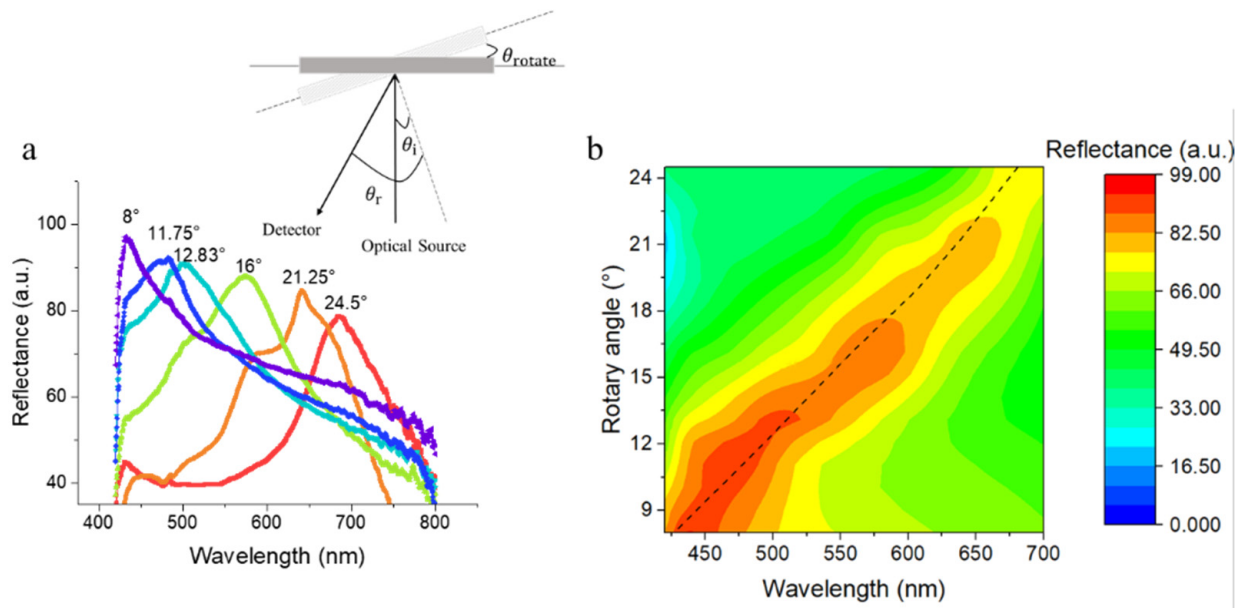 θrotate
θi
θr
Detector
Optical Source
a
8°
11.75°
12.83°
16°
21.25°
24.5°
100
80
60
40
Reflectance (a.u.)
400 500 600 700 800
Wavelength (nm)
b
24
21
18
15
12
9
Rotary angle (°)
450 500 550 600 650 700
Wavelength (nm)
Reflectance (a.u.)
99.00
82.50
66.00
49.50
33.00
16.50
0.000